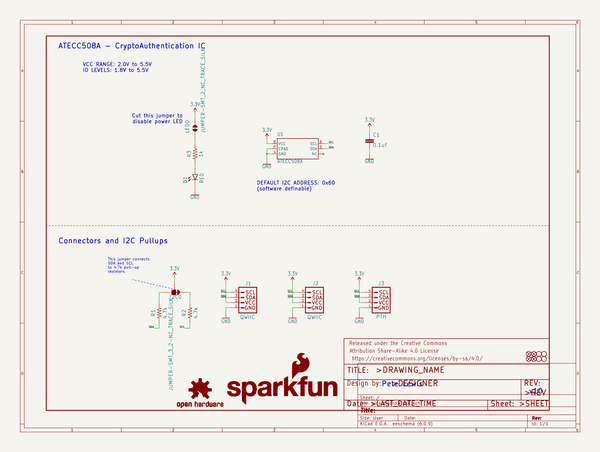 ATECC508A - CryptoAuthentication IC
VCC RANGE: 2.0V to 5.5V
IO LEVELS: 1.8V to 5.5V
Cut this jumper to
disable power LED
3.3V
JUMPER-SMT_2_NC_TRACE_SILK
R3
1k
D1
RED
GND
3.3V
U1
VCC
GND
SCL
SDA
NC
ATECC508A
GND
DEFAULT I2C ADDRESS: 0x60
(software definable)
3.3V
C1
0.1uF
GND
Connectors and I2C Pullups
This jumper connects
SDA and SCL
to 4.7k pull-up
resistors.
3.3V
R1
4.7k
R2
4.7k
JUMPER-SMT_3_2-NC_TRACE_SILK
3.3V
J1
SCL
SDA
VCC
GND
QWIIC
GND
3.3V
J2
SCL
SDA
VCC
GND
QWIIC
GND
3.3V
J3
SCL
SDA
VCC
GND
PTH
GND
open hardware
sparkfun
Released under the Creative Commons
Attribution Share-Alike 4.0 License
https://creativecommons.org/licenses/by-sa/4.0/
TITLE: >DRAWING_NAME
Design by: >DESIGNER
REV:
>REV
Date: >LAST_DATE_TIME
Sheet: >SHEET
Sheet: /
Title:
Size: User
Date:
Rev:
KiCad E.D.A. eeschema (6.0.9)
Id: 1/1